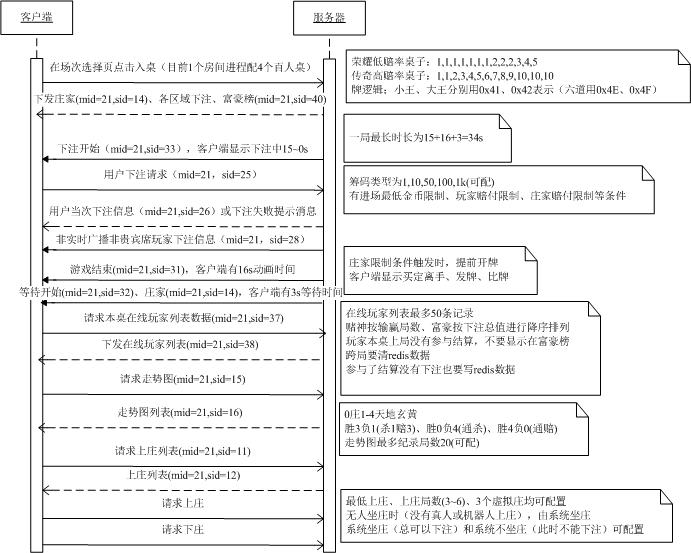 客户端
服务器
在场次选择页点击入桌（目前1个房间进程配4个百人桌）
荣耀低赔率桌子：1,1,1,1,1,1,1,2,2,2,3,4,5
传奇高赔率桌子：1,1,2,3,4,5,6,7,8,9,10,10,10
牌逻辑；小王、大王分别用0x41、0x42表示（六道用0x4E、0x4F）
下发庄家(mid=21,sid=14)、各区域下注、富豪榜(mid=21,sid=40)
一局最长时长为15+16+3=34s
下注开始（mid=21,sid=33），客户端显示下注中15~0s
用户下注请求（mid=21，sid=25）
筹码类型为1,10,50,100,1k(可配)
有进场最低金币限制、玩家赔付限制、庄家赔付限制等条件
用户当次下注信息（mid=21,sid=26）或下注失败提示消息
非实时广播非贵宾席玩家下注信息（mid=21，sid=28）
庄家限制条件触发时，提前开牌
客户端显示买定离手、发牌、比牌
游戏结束(mid=21,sid=31)，客户端有16s动画时间
等待开始(mid=21,sid=32)、庄家(mid=21,sid=14)，客户端有3s等待时间
请求本桌在线玩家列表数据(mid=21,sid=37)
在线玩家列表最多50条记录
赌神按输赢局数、富豪按下注总值进行降序排列
玩家本桌上局没有参与结算，不要显示在富豪榜
跨局要清redis数据
参与了结算没有下注也要写redis数据
下发在线玩家列表(mid=21,sid=38)
请求走势图(mid=21,sid=15)
走势图列表(mid=21,sid=16)
0庄1-4天地玄黄
胜3负1(杀1赔3)、胜0负4(通杀)、胜4负0(通赔)
走势图最多纪录局数20(可配)
请求上庄列表(mid=21,sid=11)
上庄列表(mid=21,sid=12)
请求上庄
请求下庄
最低上庄、上庄局数(3~6)、3个虚拟庄均可配置
无人坐庄时（没有真人或机器人上庄），由系统坐庄
系统坐庄（总可以下注）和系统不坐庄（此时不能下注）可配置